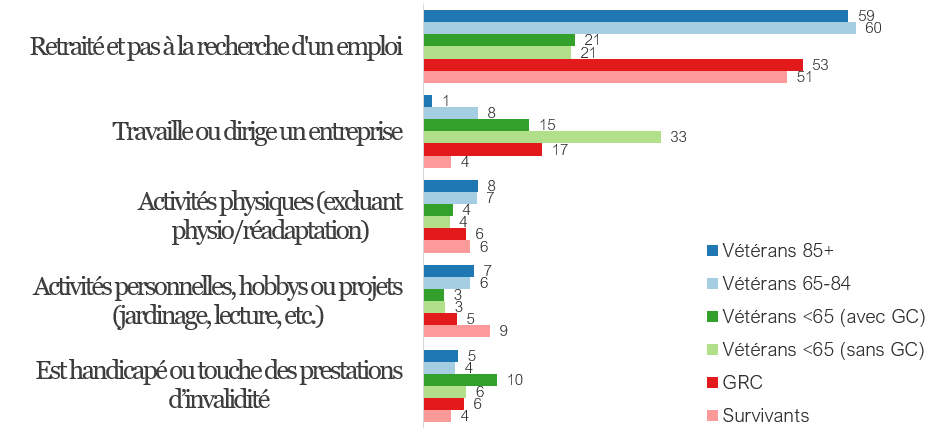 Retraité et pas à la recherche d'un emploi
59
60
21
21
53
51
Travaille ou dirige un entreprise
1
8
15
33
17
4
Activités physiques (excluant
physio/réadaptation)
8
7
4
4
6
6
Activités personnelles, hobbys ou projets
(jardinage, lecture, etc.)
7
6
3
3
5
9
Est handicapé ou touche des prestations
d’invalidité
5
4
10
6
6
4
Vétérans 85+
Vétérans 65-84
Vétérans <65 (avec GC)
Vétérans <65 (sans GC)
GRC
Survivants